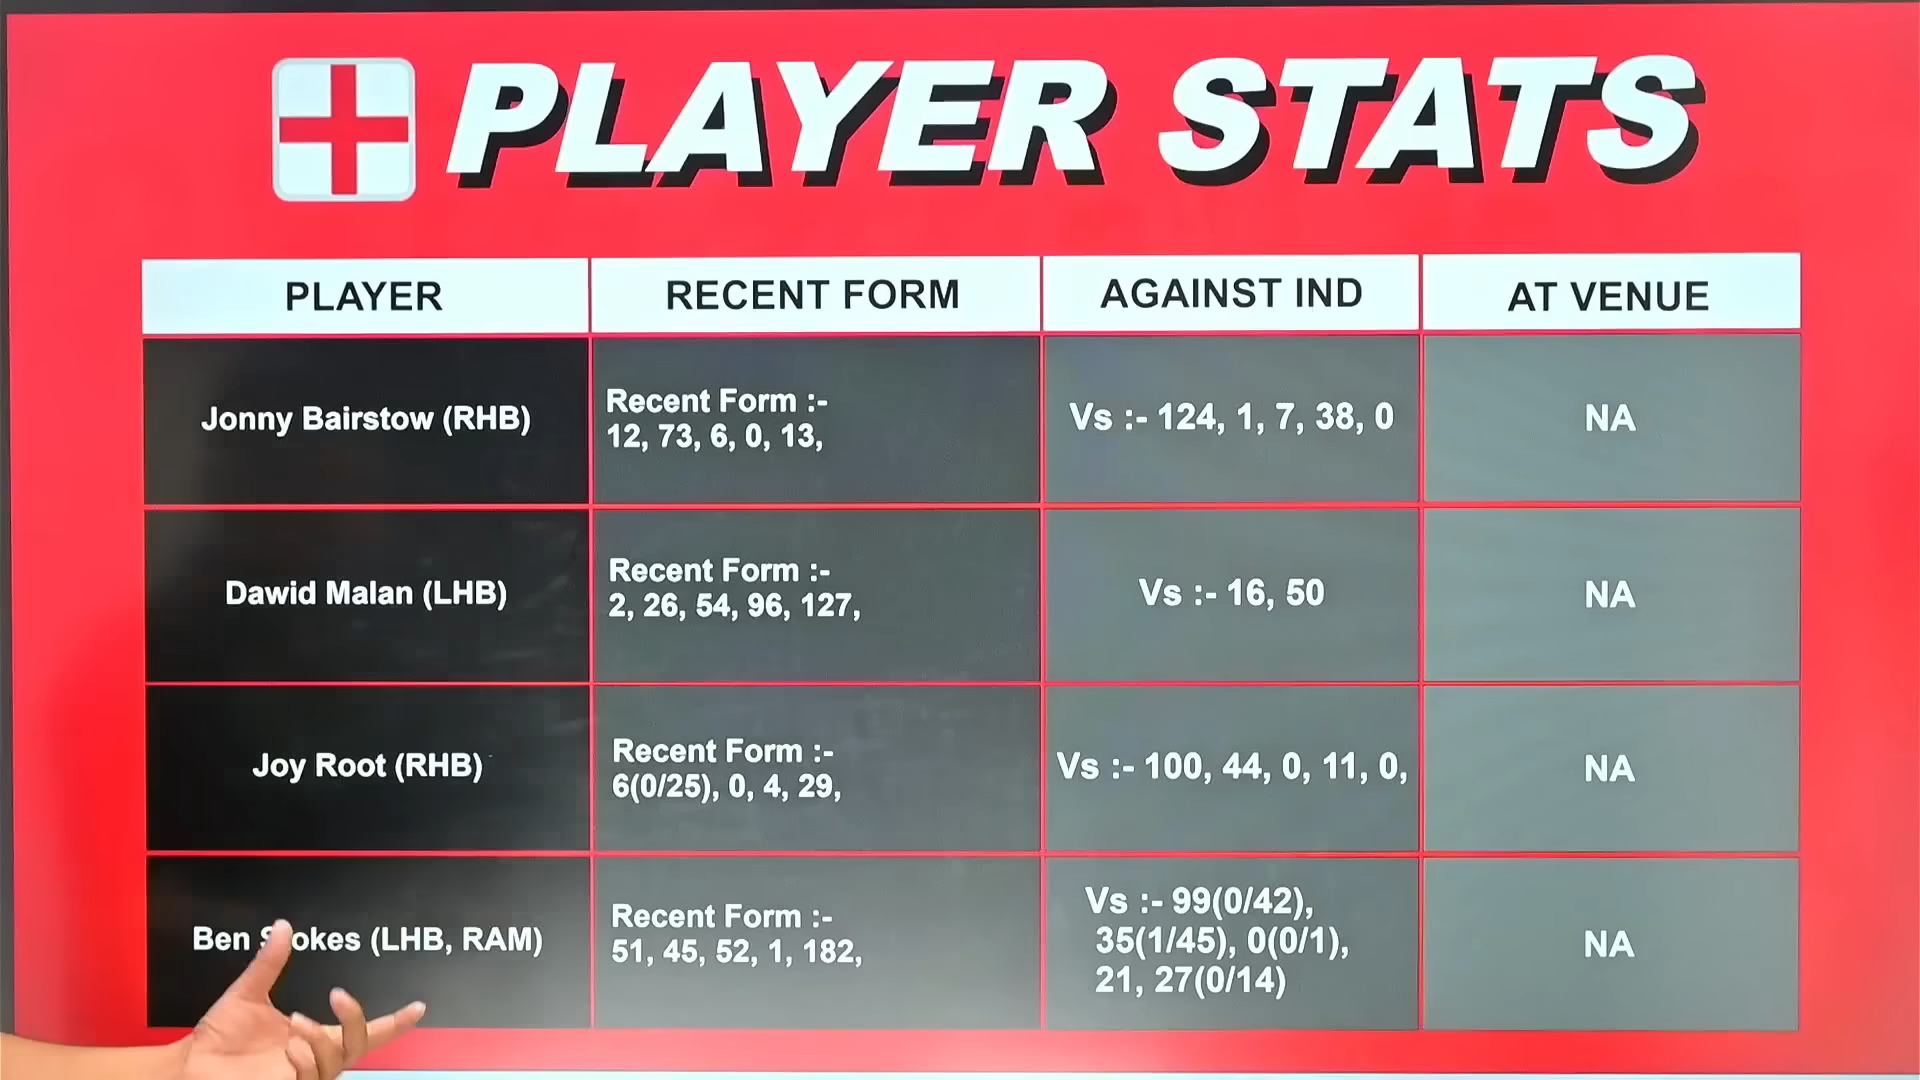 PLAYER STATS
PLAYER
RECENT FORM
AGAINST IND
AT VENUE
Jonny Bairstow (RHB)
Recent Form :-
12, 73, 6, 0, 13,
Vs :- 124, 1, 7, 38, 0
NA
Dawid Malan (LHB)
Recent Form :-
2, 26, 54, 96, 127,
Vs :- 16, 50
NA
Joy Root (RHB)
Recent Form :-
6(0/25), 0, 4, 29,
Vs :- 100, 44, 0, 11, 0,
NA
Ben Stokes (LHB, RAM)
Recent Form :-
51, 45, 52, 1, 182,
Vs :- 99(0/42),
35(1/45), 0(0/1),
21, 27(0/14)
NA